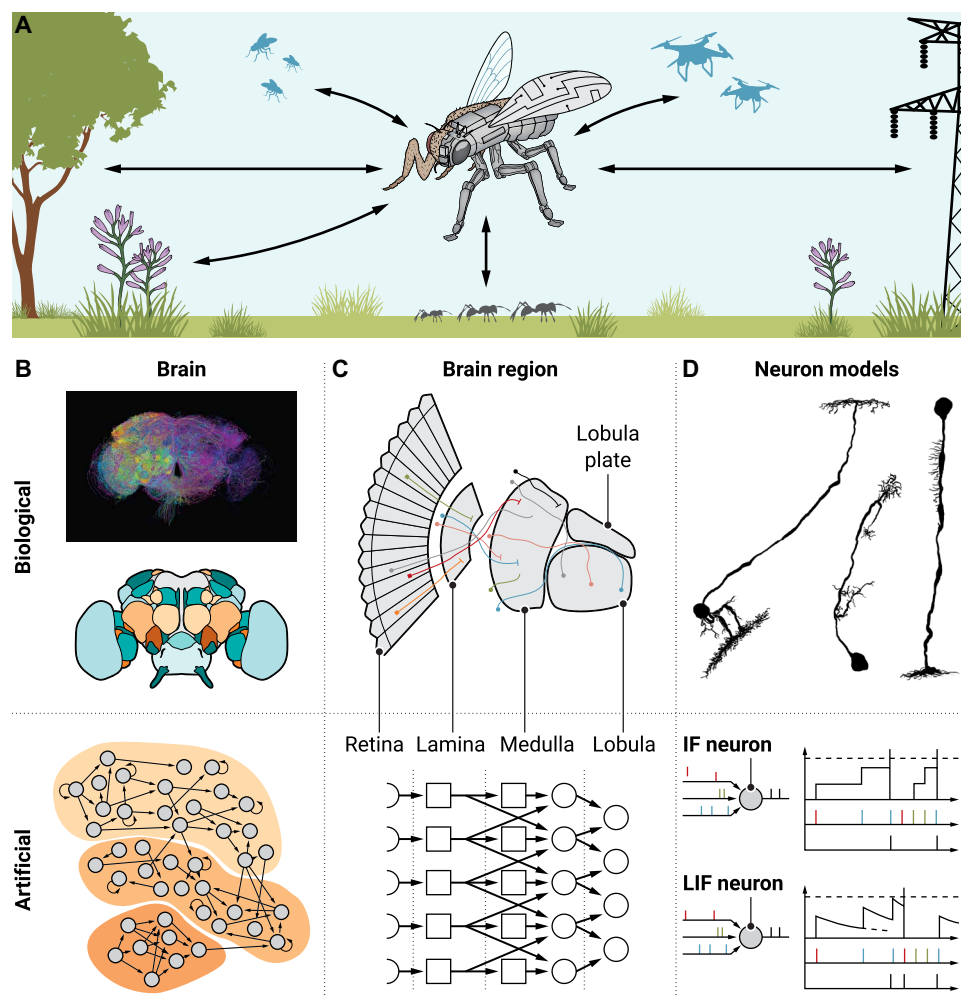 A
B
Brain
C
Brain region
D
Neuron models
Biological
Lobula
plate
Retina
Lamina
Medulla
Lobula
Artificial
IF neuron
LIF neuron